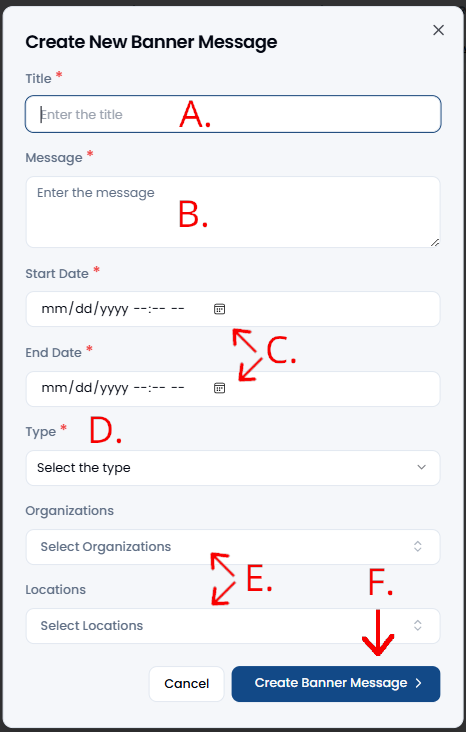 Create New Banner Message
Title *
Enter the title A.
Message *
Enter the message
B.
Start Date *
mm/dd/yyyy --:-- --
C.
End Date *
mm/dd/yyyy --:-- --
Type * D.
Select the type
Organizations
Select Organizations
E.
F.
Locations
Select Locations
Cancel Create Banner Message >